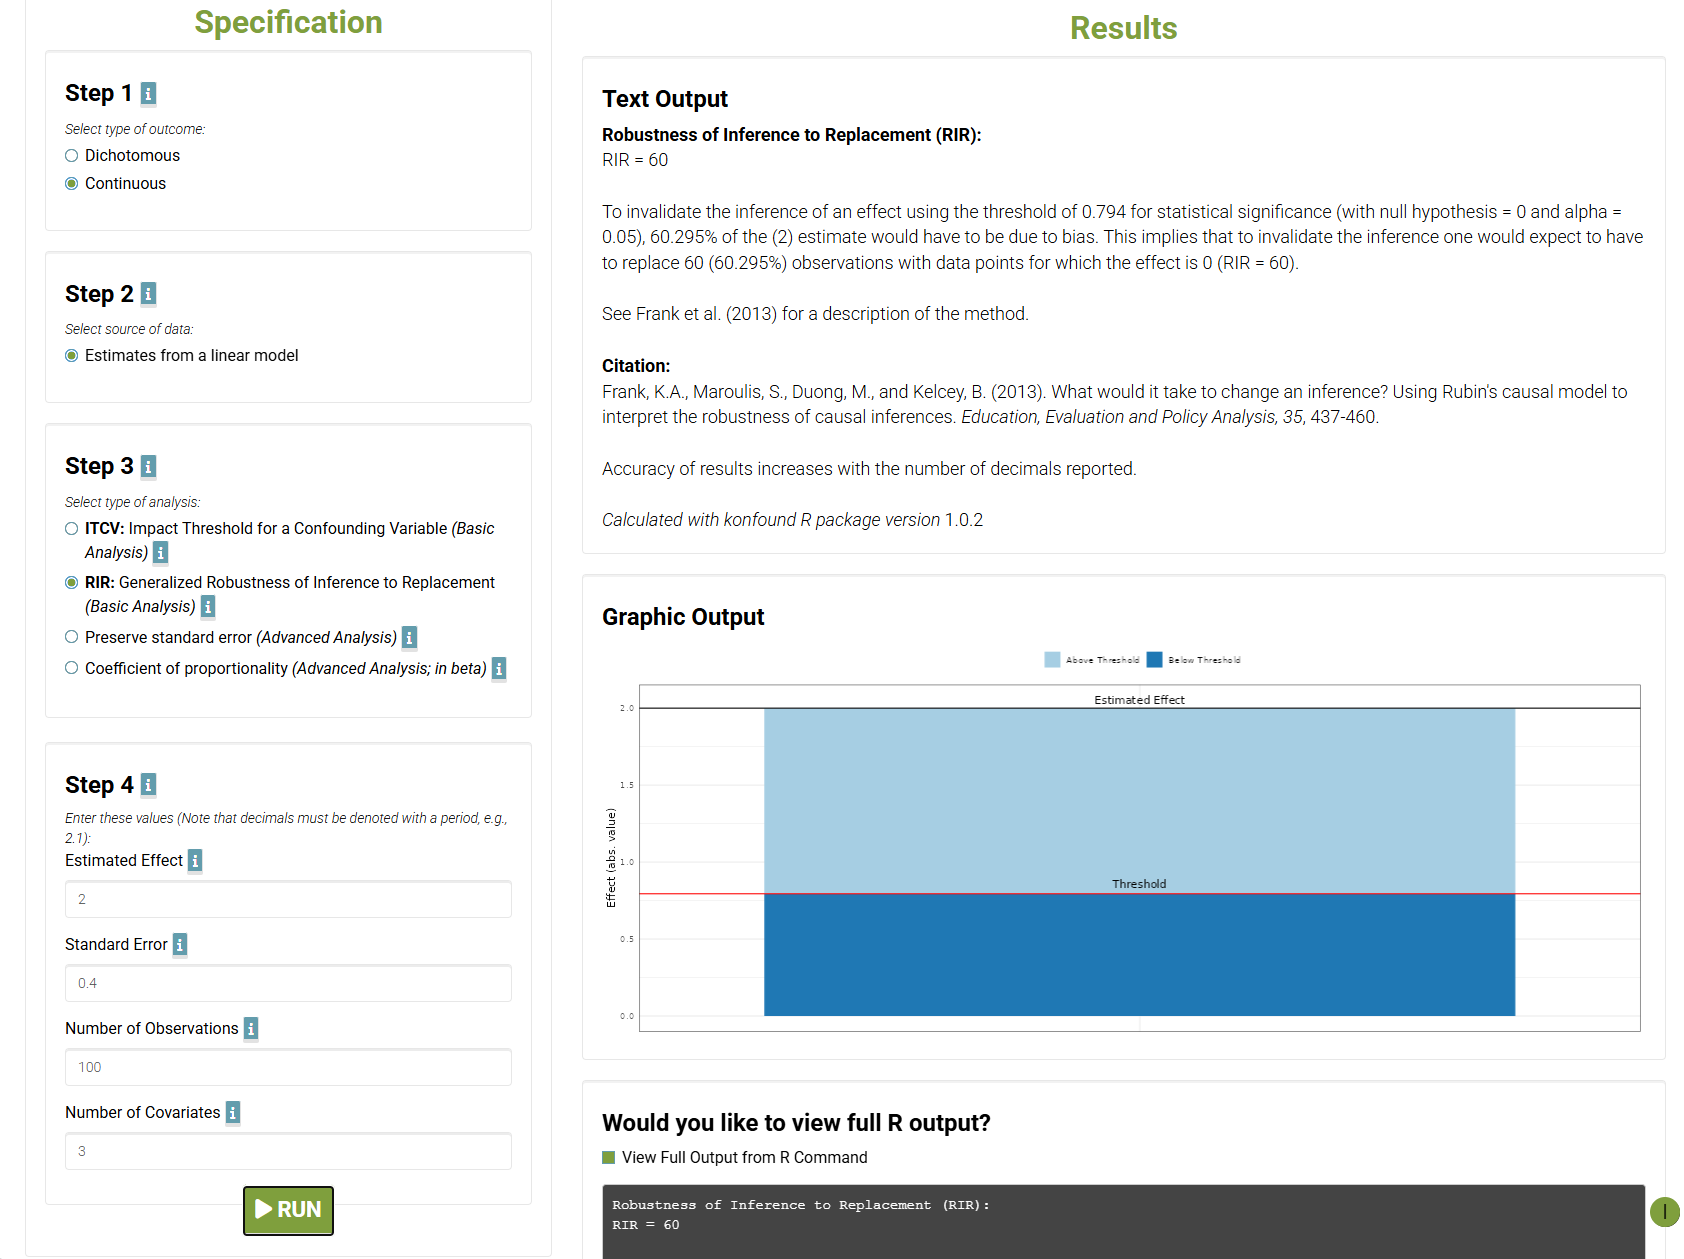 Specification
Step 1 i
Select type of outcome:
Dichotomous
Continuous
Step 2 i
Select source of data:
Estimates from a linear model
Step 3 i
Select type of analysis:
ITCV: Impact Threshold for a Confounding Variable (Basic
Analysis) i
RIR: Generalized Robustness of Inference to Replacement
(Basic Analysis) i
Preserve standard error (Advanced Analysis) i
Coefficient of proportionality (Advanced Analysis; in beta) i
Step 4 i
Enter these values (Note that decimals must be denoted with a period, e.g.,
2.1):
Estimated Effect i
2
Standard Error i
0.4
Number of Observations i
100
Number of Covariates i
3
RUN
Results
Text Output
Robustness of Inference to Replacement (RIR):
RIR = 60
To invalidate the inference of an effect using the threshold of 0.794 for statistical significance (with null hypothesis = 0 and alpha =
0.05), 60.295% of the (2) estimate would have to be due to bias. This implies that to invalidate the inference one would expect to have
to replace 60 (60.295%) observations with data points for which the effect is 0 (RIR = 60).
See Frank et al. (2013) for a description of the method.
Citation:
Frank, K.A., Maroulis, S., Duong, M., and Kelcey, B. (2013). What would it take to change an inference? Using Rubin's causal model to
interpret the robustness of causal inferences. Education, Evaluation and Policy Analysis, 35, 437-460.
Accuracy of results increases with the number of decimals reported.
Calculated with konfound R package version 1.0.2
Graphic Output
Above Threshold Below Threshold
Estimated Effect
2.0
1.5
1.0
Threshold
0.5
0.0
Effect (abs. value)
Would you like to view full R output?
View Full Output from R Command
Robustness of Inference to Replacement (RIR):
RIR = 60